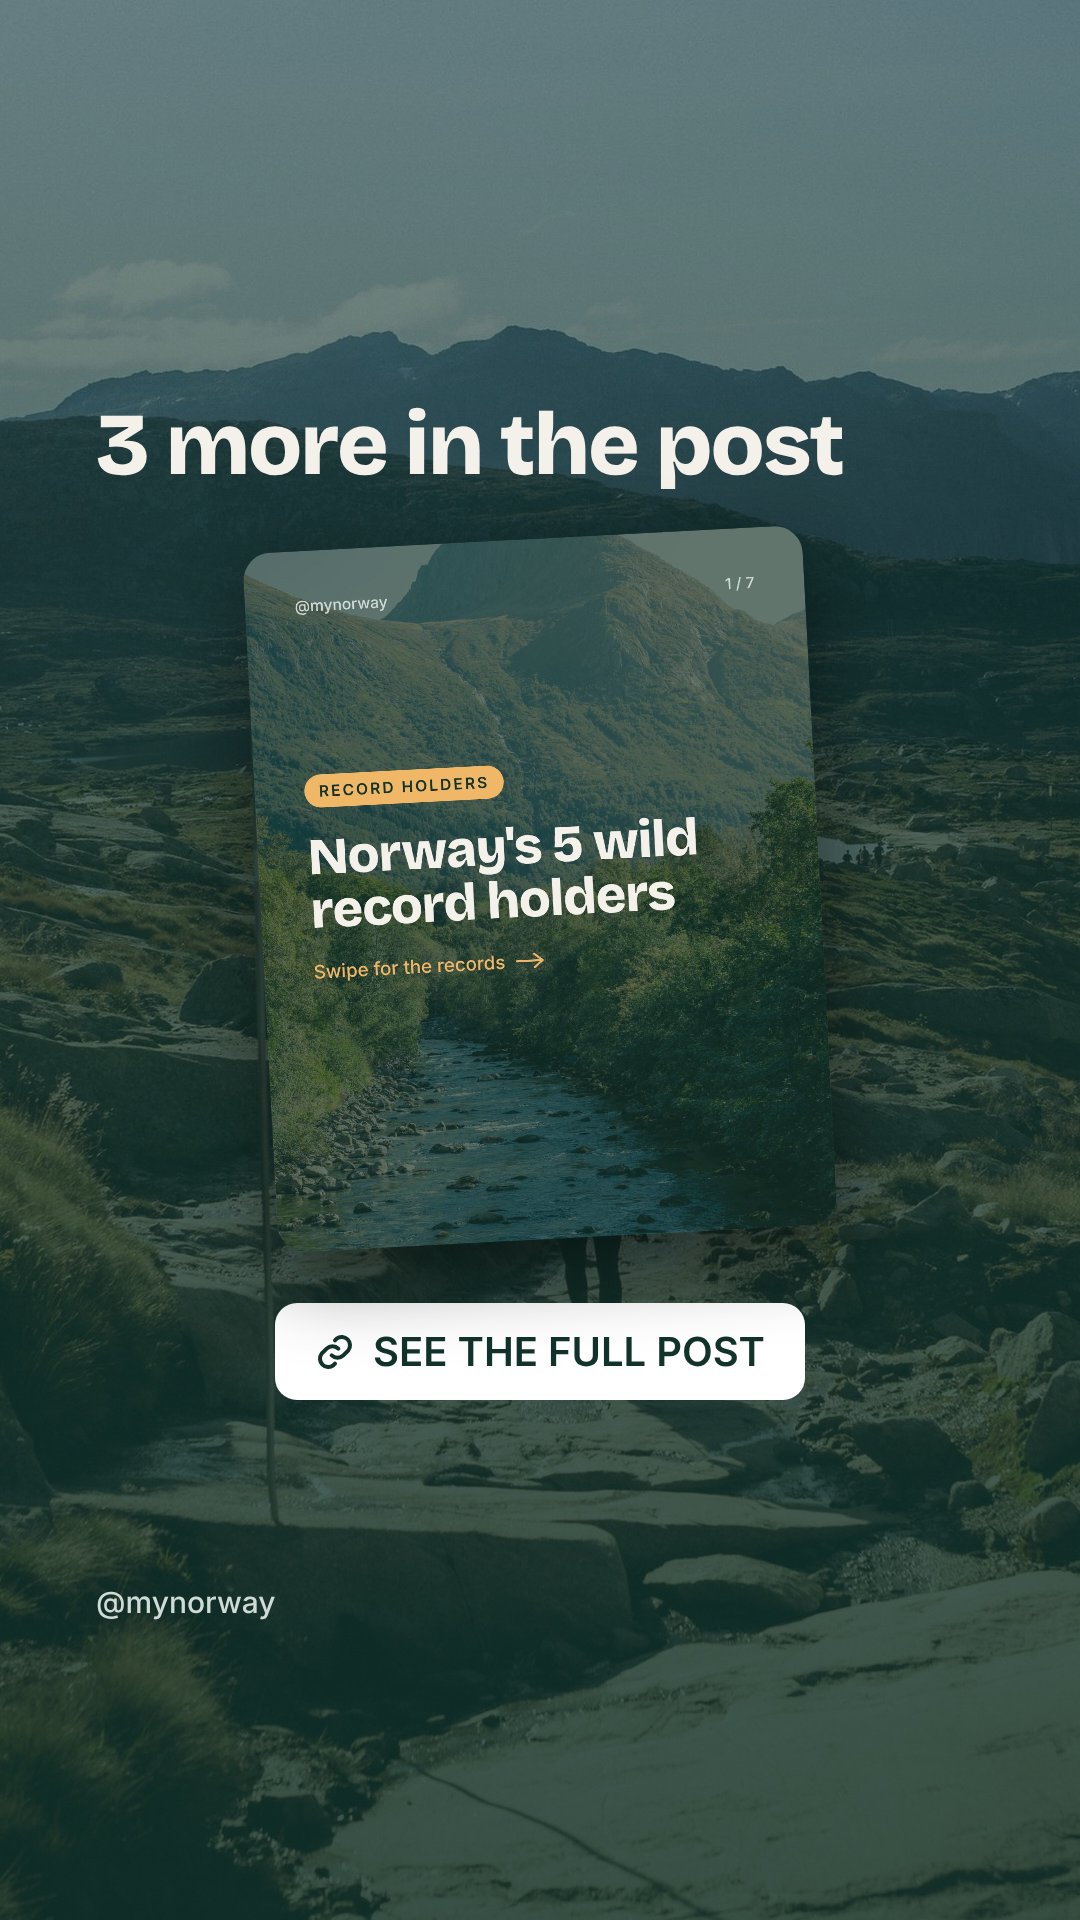 3 more in the post
@mynorway
1 / 7
RECORD HOLDERS
Norway's 5 wild
record holders
Swipe for the records
SEE THE FULL POST
@mynorway